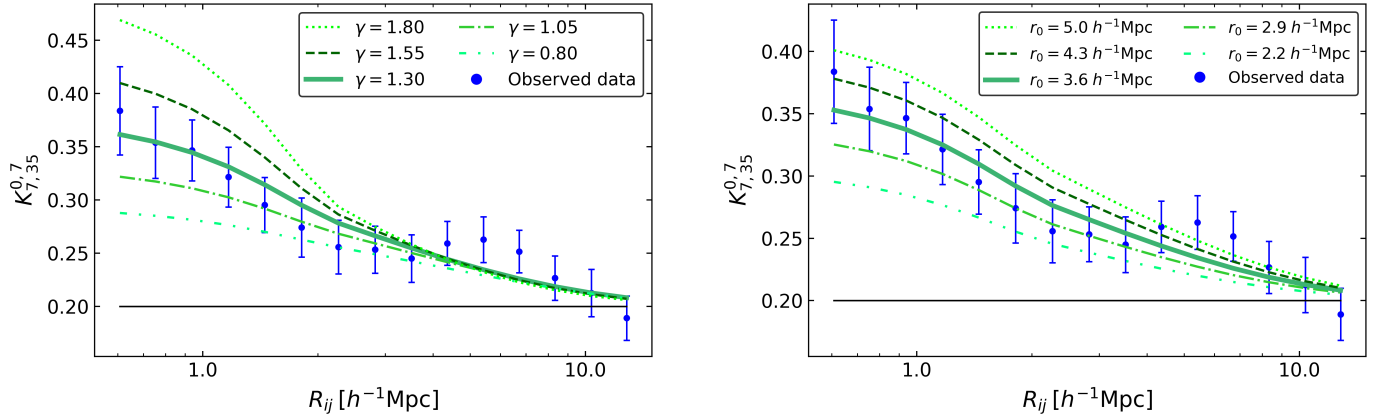 γ = 1.80
γ = 1.55
γ = 1.30
γ = 1.05
γ = 0.80
Observed data
0.45
0.40
0.35
0.30
0.25
0.20
K^{0, 7}_{7, 35}
1.0
10.0
R_{ij} [h^{-1}Mpc]
r_0 = 5.0 h^{-1}Mpc
r_0 = 4.3 h^{-1}Mpc
r_0 = 3.6 h^{-1}Mpc
r_0 = 2.9 h^{-1}Mpc
r_0 = 2.2 h^{-1}Mpc
Observed data
0.40
0.35
0.30
0.25
0.20
K^{0, 7}_{7, 35}
1.0
10.0
R_{ij} [h^{-1}Mpc]